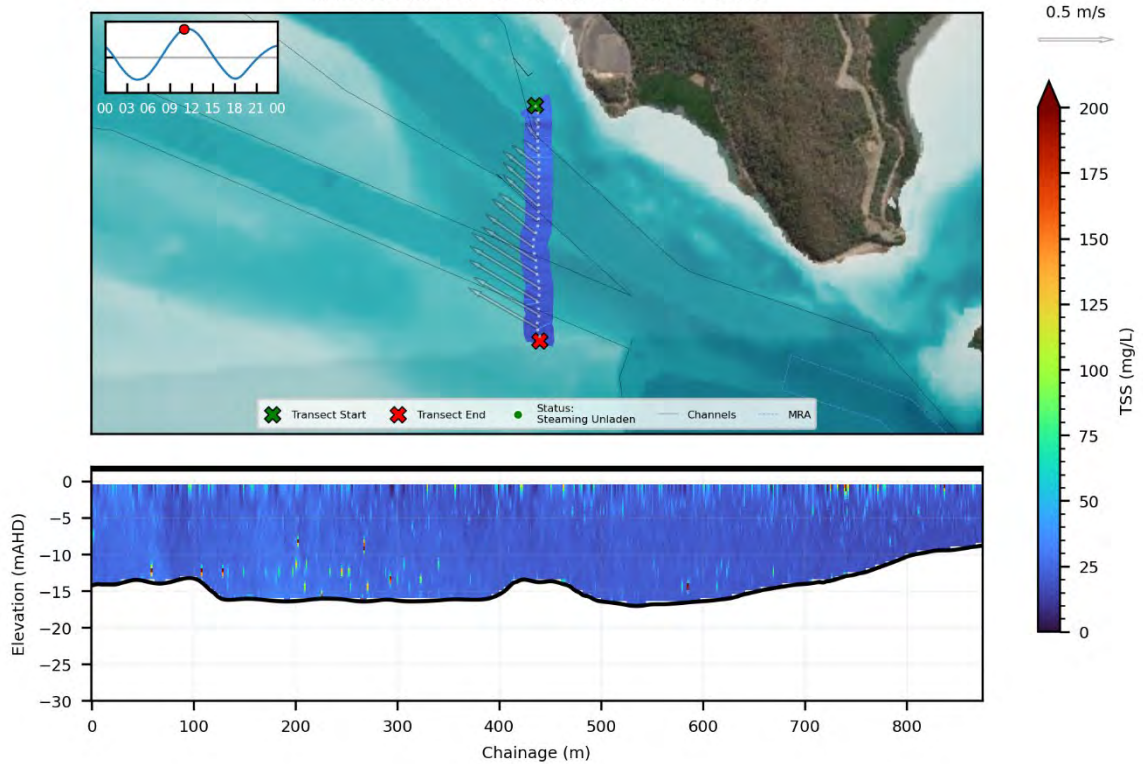 0.5 m/s
00 03 06 09 12 15 18 21 00
Transect Start
Transect End
Status:
Steaming Unladen
Channels
MRA
200
175
150
125
100
75
50
25
0
TSS (mg/L)
0
−5
−10
−15
−20
−25
−30
Elevation (mAHD)
0 100 200 300 400 500 600 700 800
Chainage (m)